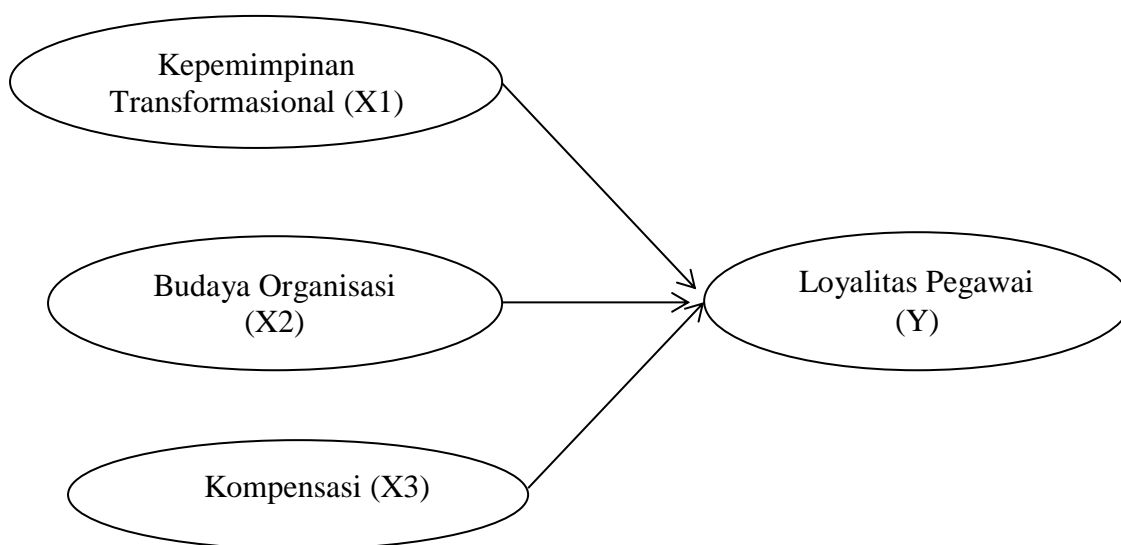 Kepemimpinan
Transformasional (X1)
Budaya Organisasi
(X2)
Loyalitas Pegawai
(Y)
Kompensasi (X3)